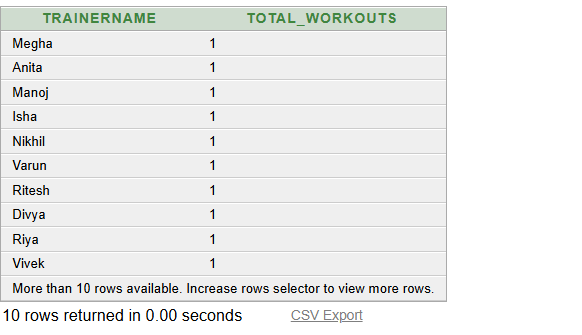 TRAINERNAME TOTAL_WORKOUTS
Megha 1
Anita 1
Manoj 1
Isha 1
Nikhil 1
Varun 1
Ritesh 1
Divya 1
Riya 1
Vivek 1
More than 10 rows available. Increase rows selector to view more rows.
10 rows returned in 0.00 seconds CSV Export